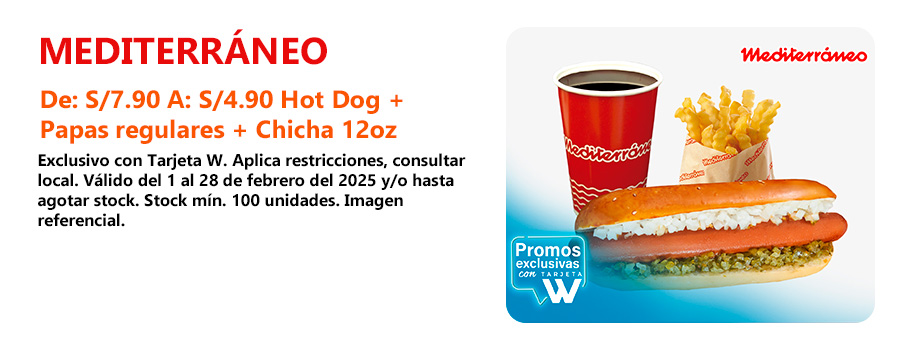 MEDITERRÁNEO
De: S/7.90 A: S/4.90 Hot Dog +
Papas regulares + Chicha 12oz
Exclusivo con Tarjeta W. Aplica restricciones, consultar
local. Válido del 1 al 28 de febrero del 2025 y/o hasta
agotar stock. Stock mín. 100 unidades. Imagen
referencial.
Mediterráneo
Mediterráneo
Mediterráneo
Promos
exclusivas
con TARJETA
W